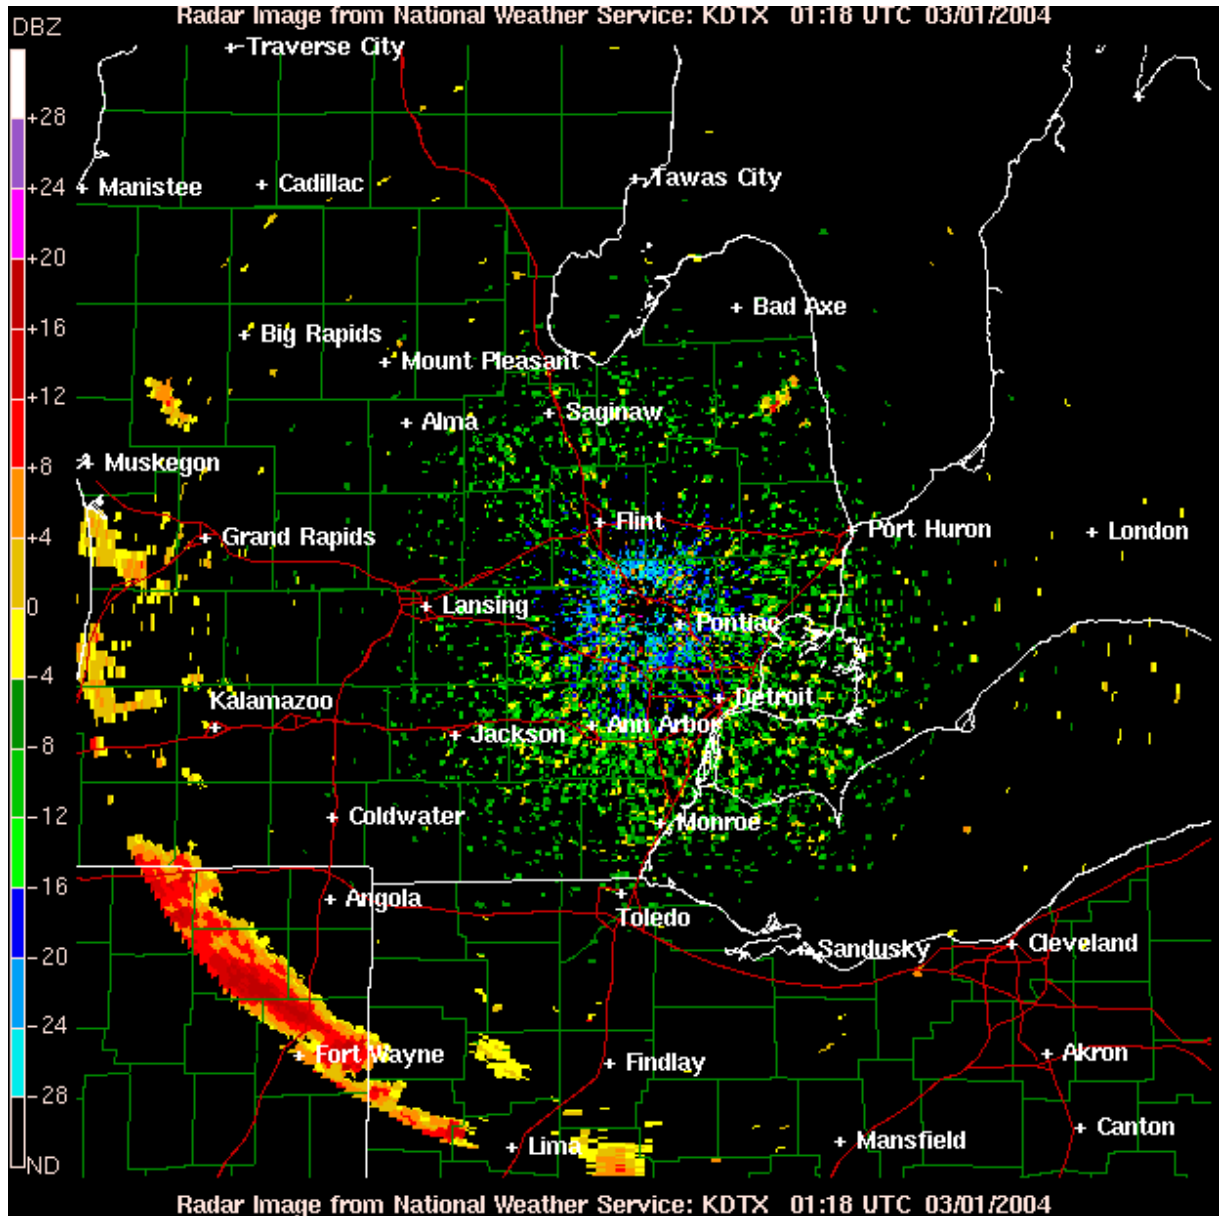 Radar Image from National Weather Service: KDTX 01:18 UTC 03/01/2004
DBZ
Traverse City
+28
Tawas City
+24
Manistee
Cadillac
+20
Bad Axe
+16
Big Rapids
Mount Pleasant
+12
Saginaw
Alma
+8
Muskegon
Flint
Port Huron
London
+4
Grand Rapids
0
Lansing
Pontiac
-4
Kalamazoo
Detroit
Ann Arbor
Jackson
-8
-12
Coldwater
Monroe
-16
Angola
Toledo
-20
Sandusky
Cleveland
-24
Fort Wayne
Findlay
Akron
-28
Lima
Mansfield
Canton
ND
Radar Image from National Weather Service: KDTX 01:18 UTC 03/01/2004